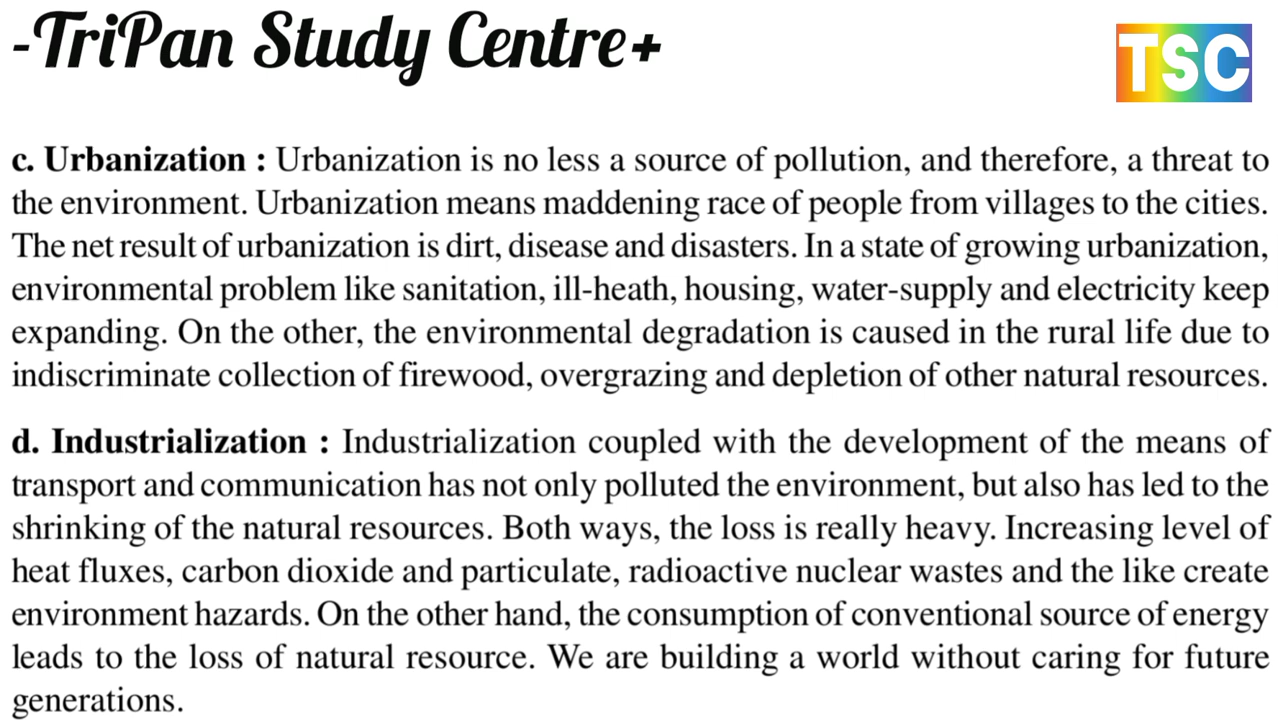 -TriPan Study Centre+
TSC
c. Urbanization : Urbanization is no less a source of pollution, and therefore, a threat to
the environment. Urbanization means maddening race of people from villages to the cities.
The net result of urbanization is dirt, disease and disasters. In a state of growing urbanization,
environmental problem like sanitation, ill-heath, housing, water-supply and electricity keep
expanding. On the other, the environmental degradation is caused in the rural life due to
indiscriminate collection of firewood, overgrazing and depletion of other natural resources.
d. Industrialization : Industrialization coupled with the development of the means of
transport and communication has not only polluted the environment, but also has led to the
shrinking of the natural resources. Both ways, the loss is really heavy. Increasing level of
heat fluxes, carbon dioxide and particulate, radioactive nuclear wastes and the like create
environment hazards. On the other hand, the consumption of conventional source of energy
leads to the loss of natural resource. We are building a world without caring for future
generations.